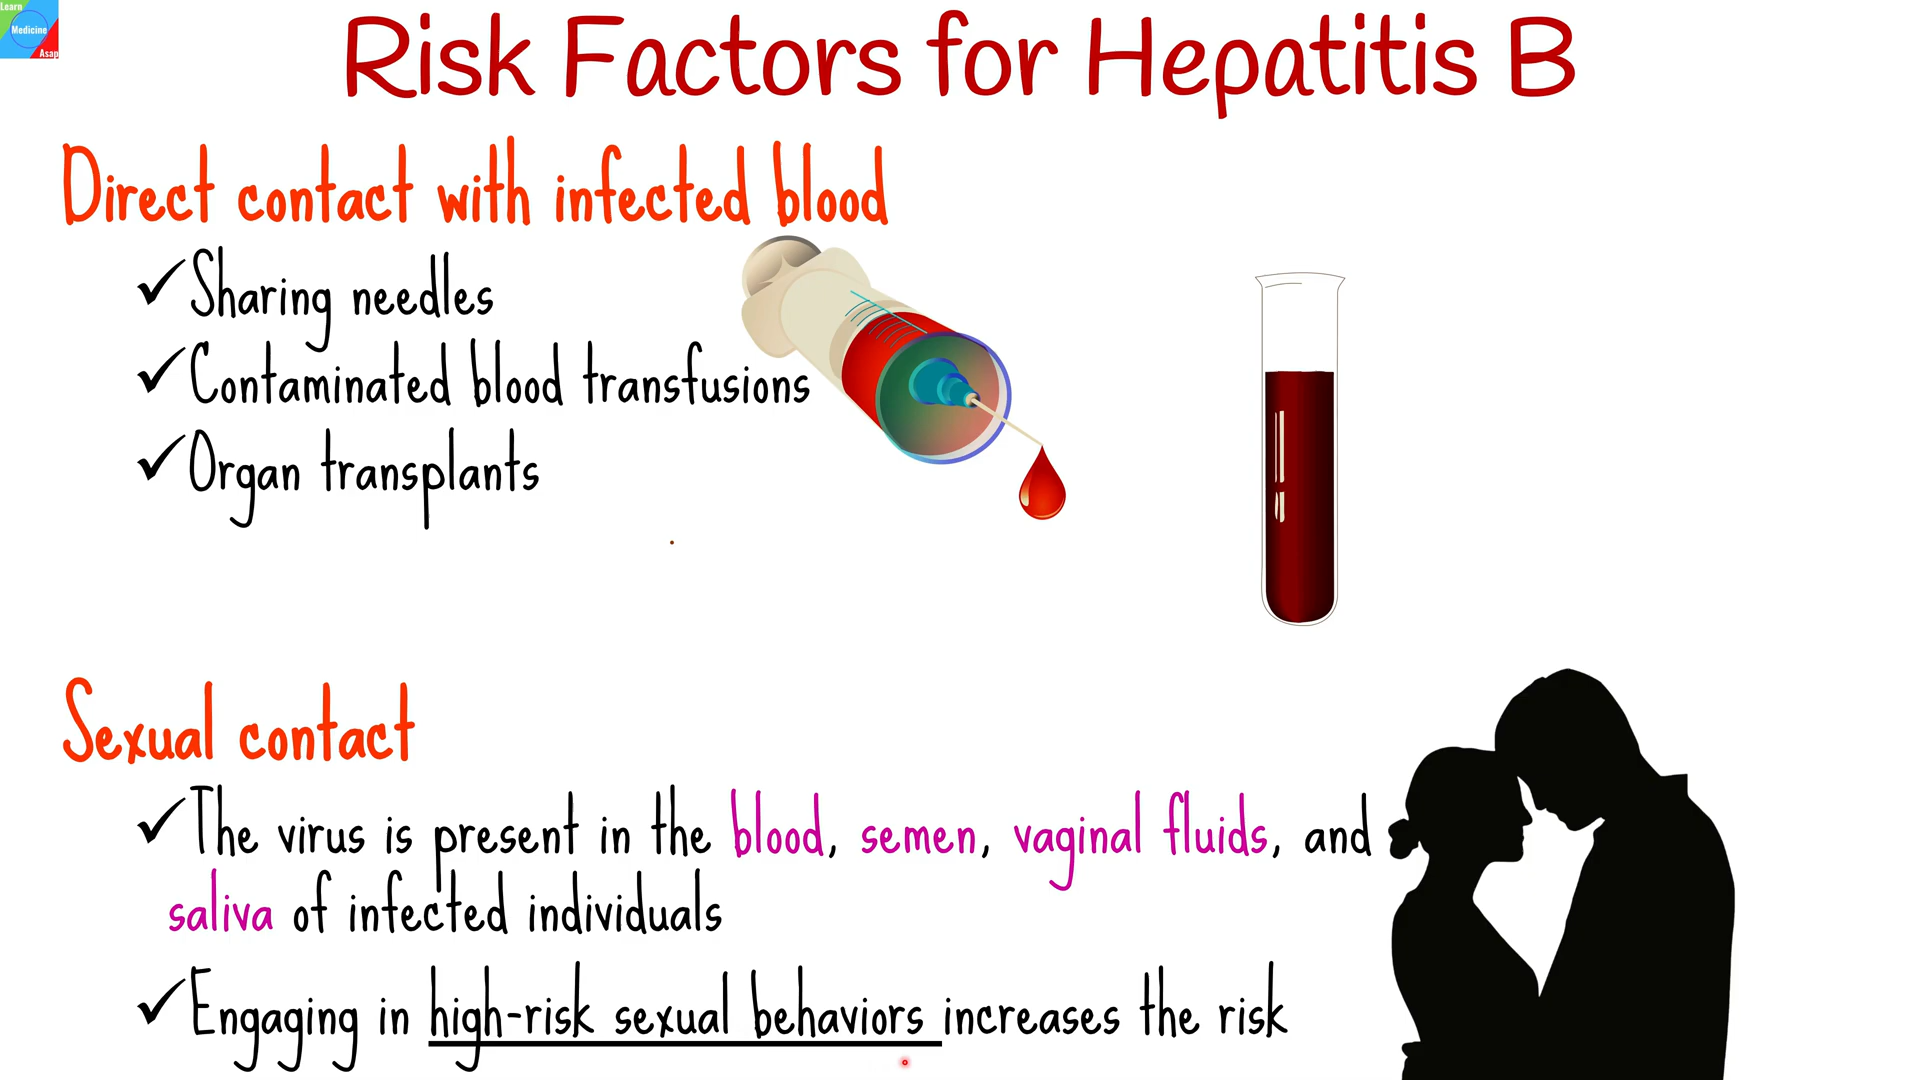 Learn
Medicine
Asap
Risk Factors for Hepatitis B
Direct contact with infected blood
✓Sharing needles
✓Contaminated blood transfusions
✓Organ transplants
Sexual contact
✓The virus is present in the blood, semen, vaginal fluids, and
saliva of infected individuals
✓Engaging in high-risk sexual behaviors increases the risk